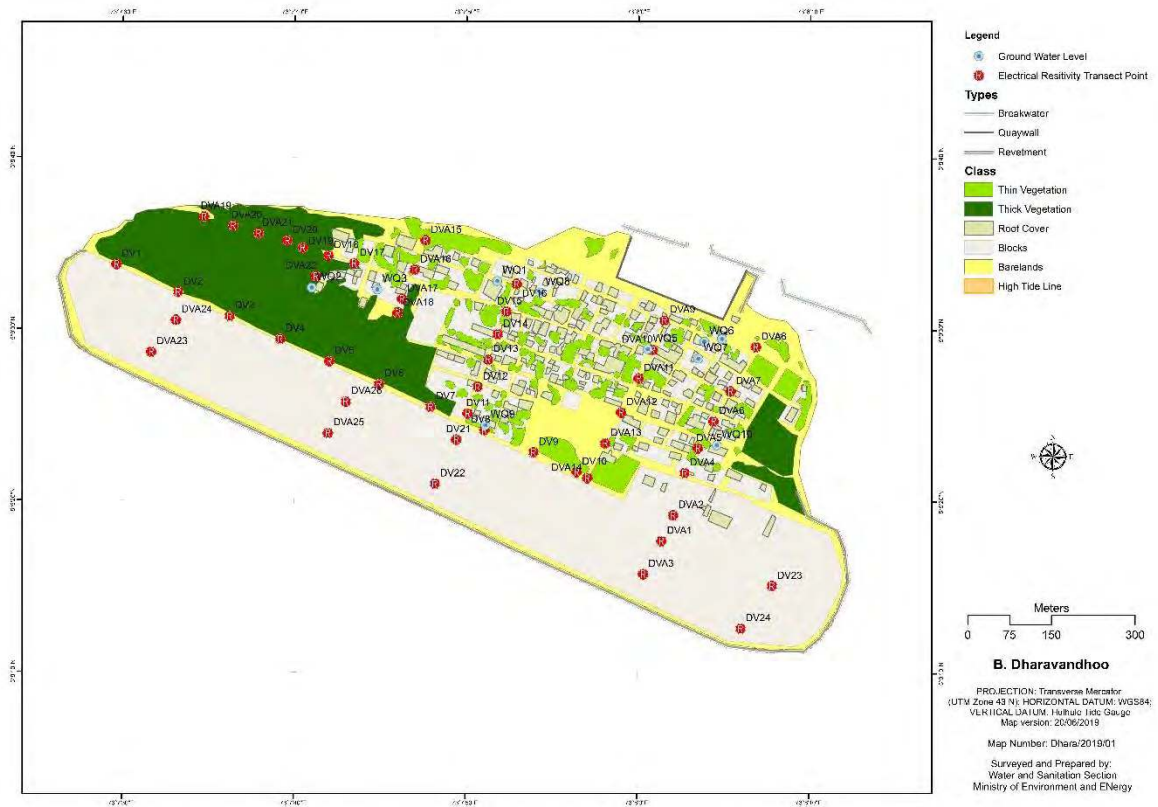 Legend
Ground Water Level
Electrical Resitivity Transect Point
Types
Breakwater
Quaywall
Revetment
Class
Thin Vegetation
Thick Vegetation
Roof Cover
Blocks
Barelands
High Tide Line
DVA19
DVA20
DVA21
DV20
DV19
DV18
DV17
DVA15
DVA16
DVA22
WQ3
DVA17
DVA18
WQ1
WQ8
DV16
DV15
DV14
DV13
DV12
DV11
DV1
DV2
DVA24
DV3
DVA23
DV4
DV5
DV6
DVA26
DVA25
DV7
DV8
WQ9
DV21
DV22
DV9
DVA14
DV10
DVA13
DVA12
DVA11
DVA10
WQ5
DVA9
WQ6
WQ7
DVA8
DVA7
DVA6
DVA5
WQ10
DVA4
DVA2
DVA1
DVA3
DV23
DV24
Meters
0 75 150 300
B. Dharavandhoo
PROJECTION: Transverse Mercator
(UTM Zone 43 N); HORIZONTAL DATUM: WGS84;
VERTICAL DATUM: Hulhule Tide Gauge
Map version: 20/06/2019
Map Number: Dhara/2019/01
Surveyed and Prepared by:
Water and Sanitation Section
Ministry of Environment and ENergy